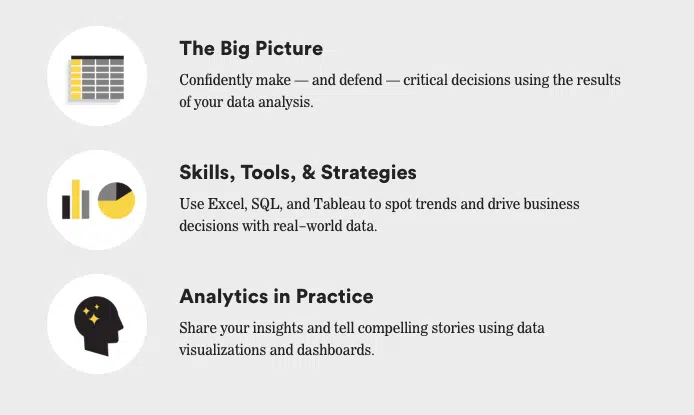 The Big Picture
Confidently make — and defend — critical decisions using the results
of your data analysis.
Skills, Tools, & Strategies
Use Excel, SQL, and Tableau to spot trends and drive business
decisions with real-world data.
Analytics in Practice
Share your insights and tell compelling stories using data
visualizations and dashboards.